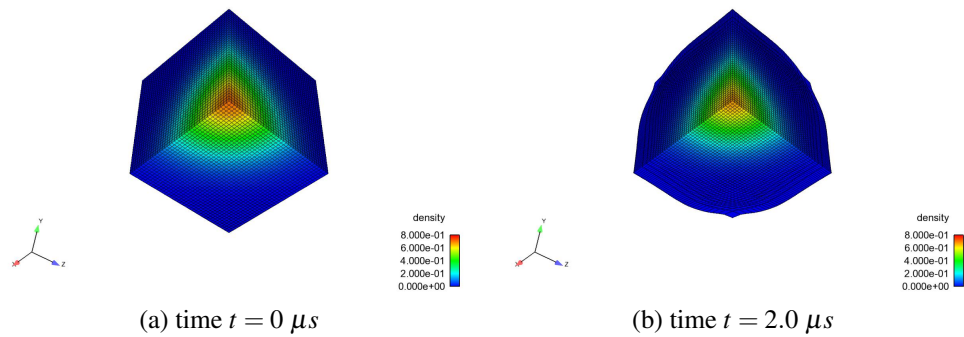 Y
X
Z
density
8.000e-01
6.000e-01
4.000e-01
2.000e-01
0.000e+00
(a) time t = 0 μs
Y
X
Z
density
8.000e-01
6.000e-01
4.000e-01
2.000e-01
0.000e+00
(b) time t = 2.0 μs